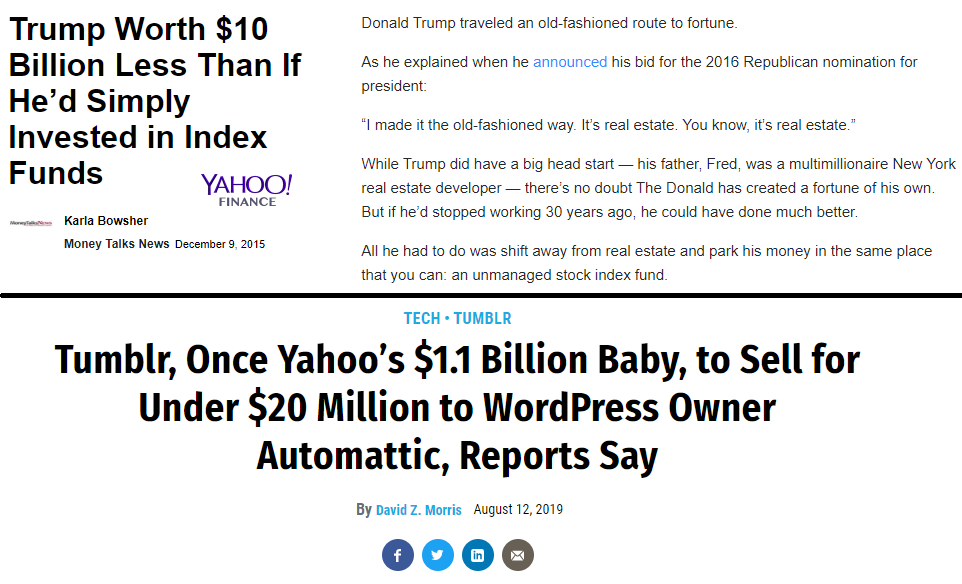 Trump Worth $10
Billion Less Than If
He’d Simply
Invested in Index
Funds
YAHOO!
FINANCE
MoneyTalksNews
Karla Bowsher
Money Talks News December 9, 2015
Donald Trump traveled an old-fashioned route to fortune.
As he explained when he announced his bid for the 2016 Republican nomination for
president:
“I made it the old-fashioned way. It’s real estate. You know, it’s real estate.”
While Trump did have a big head start — his father, Fred, was a multimillionaire New York
real estate developer — there’s no doubt The Donald has created a fortune of his own.
But if he’d stopped working 30 years ago, he could have done much better.
All he had to do was shift away from real estate and park his money in the same place
that you can: an unmanaged stock index fund.
TECH • TUMBLR
Tumblr, Once Yahoo’s $1.1 Billion Baby, to Sell for
Under $20 Million to WordPress Owner
Automattic, Reports Say
By David Z. Morris August 12, 2019
f
in